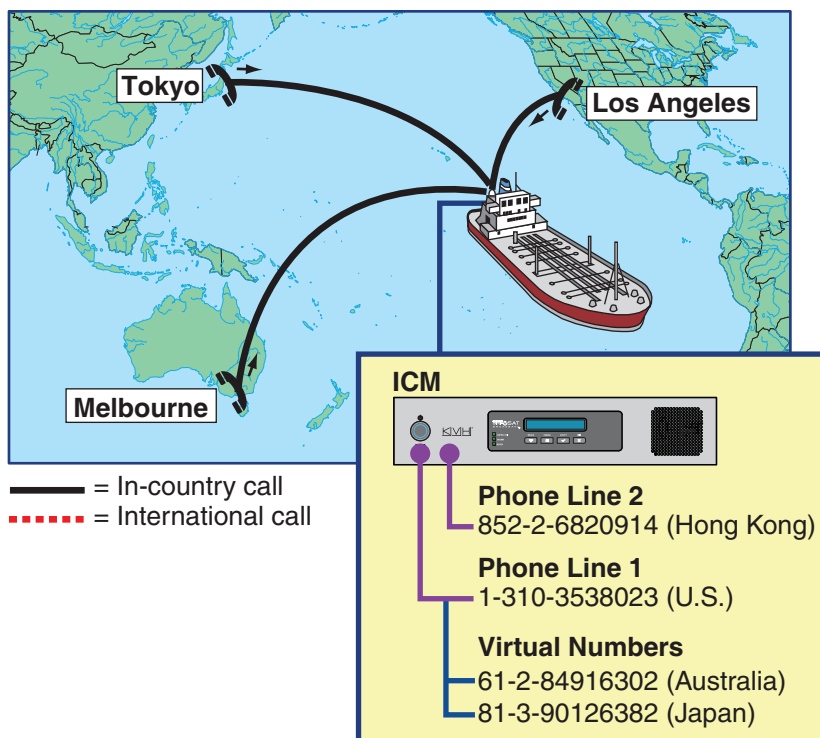 Tokyo
Los Angeles
Melbourne
= In-country call
= International call
ICM
KVH
Phone Line 2
852-2-6820914 (Hong Kong)
Phone Line 1
1-310-3538023 (U.S.)
Virtual Numbers
61-2-84916302 (Australia)
81-3-90126382 (Japan)